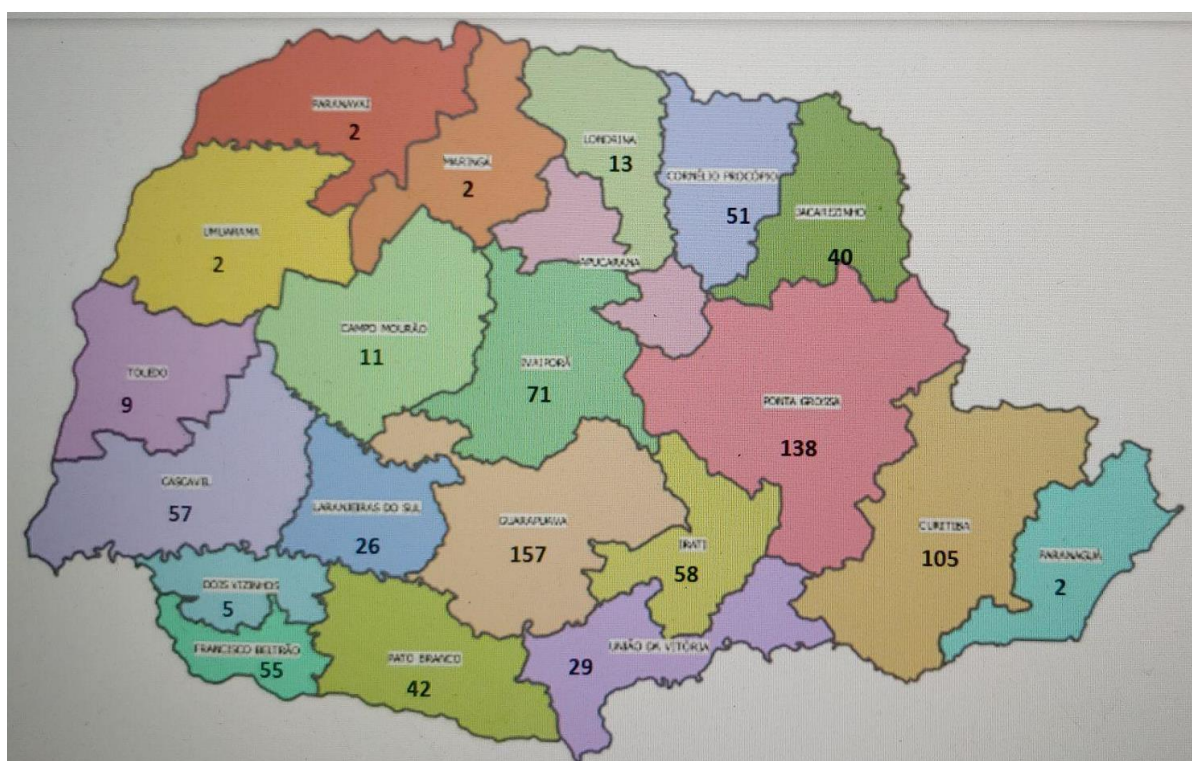 PARANAVAÍ
2
MARINGÁ
2
LONDRINA
13
CORNÉLIO PROCÓPIO
51
JACAREZINHO
40
UMUARAMA
2
APUCARANA
CAMPO MOURÃO
11
IVAIPORÃ
71
TOLEDO
9
PONTA GROSSA
138
CASCAVEL
57
LARANJEIRAS DO SUL
26
GUARAPUAVA
157
IRATI
58
CURITIBA
105
PARANAGUÁ
2
DOIS VIZINHOS
5
FRANCISCO BELTRÃO
55
PATO BRANCO
42
UNIÃO DA VITÓRIA
29